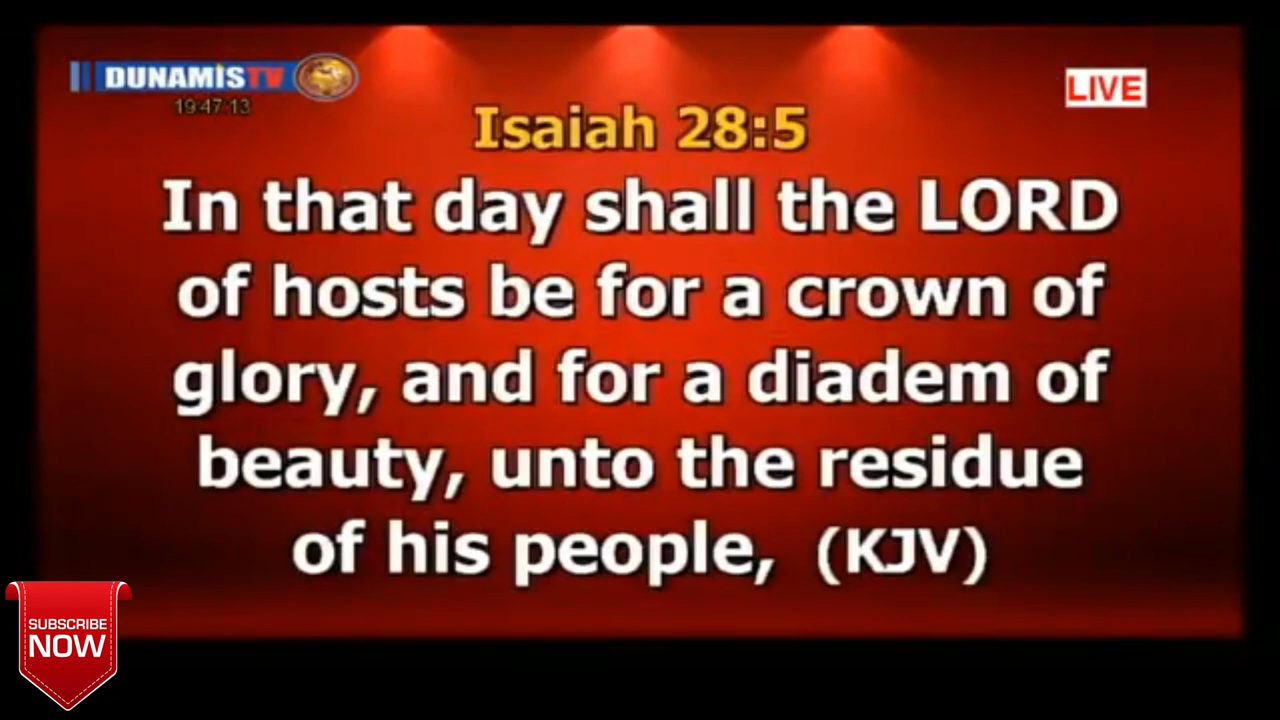 DUNAMIS TV
19:47:13
LIVE
Isaiah 28:5
In that day shall the LORD
of hosts be for a crown of
glory, and for a diadem of
beauty, unto the residue
of his people, (KJV)
SUBSCRIBE
NOW